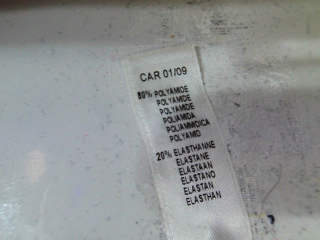 CAR 01/09
80% POLYAMIDE
POLYAMIDE
POLYAMIDE
POLIAMIDA
POLIAMMIDICA
POLYAMID
20% ELASTHANNE
ELASTANE
ELASTAAN
ELASTANO
ELASTAN
ELASTHAN